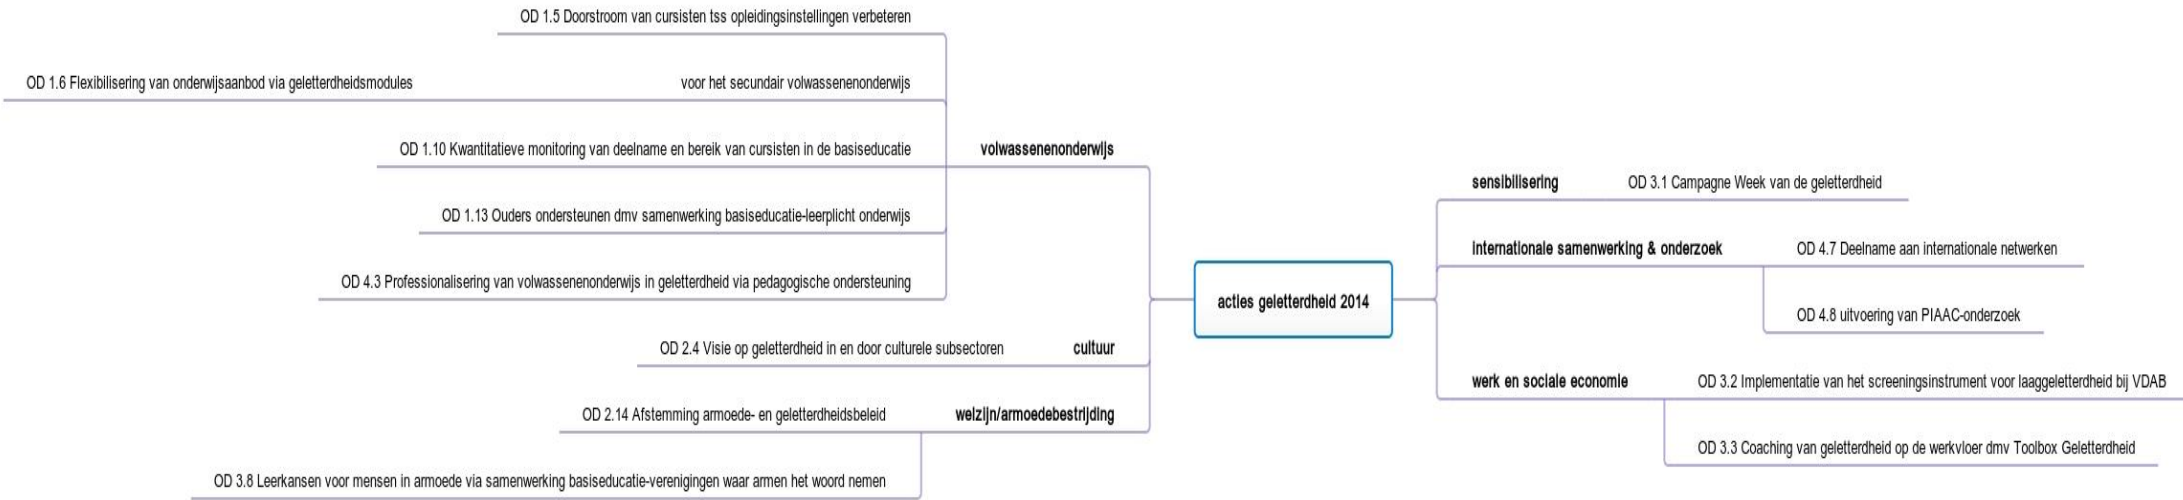 OD 1.5 Doorstroom van cursisten tss opleidingsinstellingen verbeteren
OD 1.6 Flexibilisering van onderwijsaanbod via geletterdheidsmodules
voor het secundair volwassenenonderwijs
OD 1.10 Kwantitatieve monitoring van deelname en bereik van cursisten in de basiseducatie
volwassenenonderwijs
OD 1.13 Ouders ondersteunen dmv samenwerking basiseducatie-leerplicht onderwijs
OD 4.3 Professionalisering van volwassenenonderwijs in geletterdheid via pedagogische ondersteuning
OD 2.4 Visie op geletterdheid in en door culturele subsectoren
cultuur
OD 2.14 Afstemming armoede- en geletterdheidsbeleid
welzijn/armoedebestrijding
OD 3.8 Leerkansen voor mensen in armoede via samenwerking basiseducatie-verenigingen waar armen het woord nemen
acties geletterdheid 2014
sensibilisering
OD 3.1 Campagne Week van de geletterdheid
internationale samenwerking & onderzoek
OD 4.7 Deelname aan internationale netwerken
OD 4.8 uitvoering van PIAAC-onderzoek
werk en sociale economie
OD 3.2 Implementatie van het screeningsinstrument voor laaggeletterdheid bij VDAB
OD 3.3 Coaching van geletterdheid op de werkvloer dmv Toolbox Geletterdheid